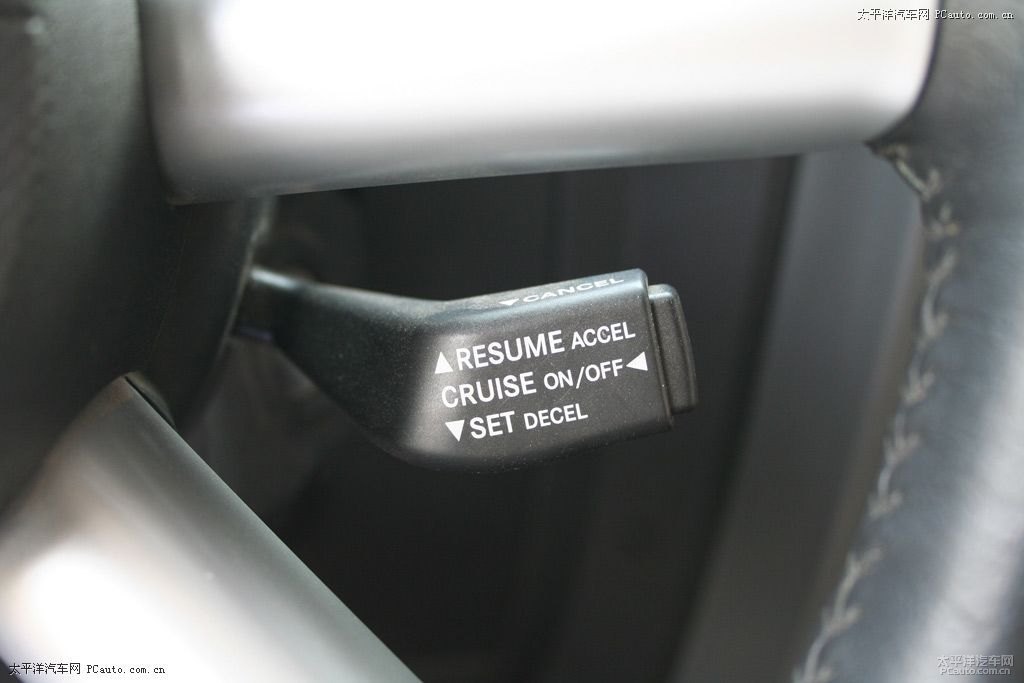 太平洋汽车网 PCauto.com.cn
▼CANCEL
▲RESUME ACCEL
CRUISE ON/OFF◀
▼SET DECEL
太平洋汽车网 PCauto.com.cn
太平洋汽车网
PCauto.com.cn